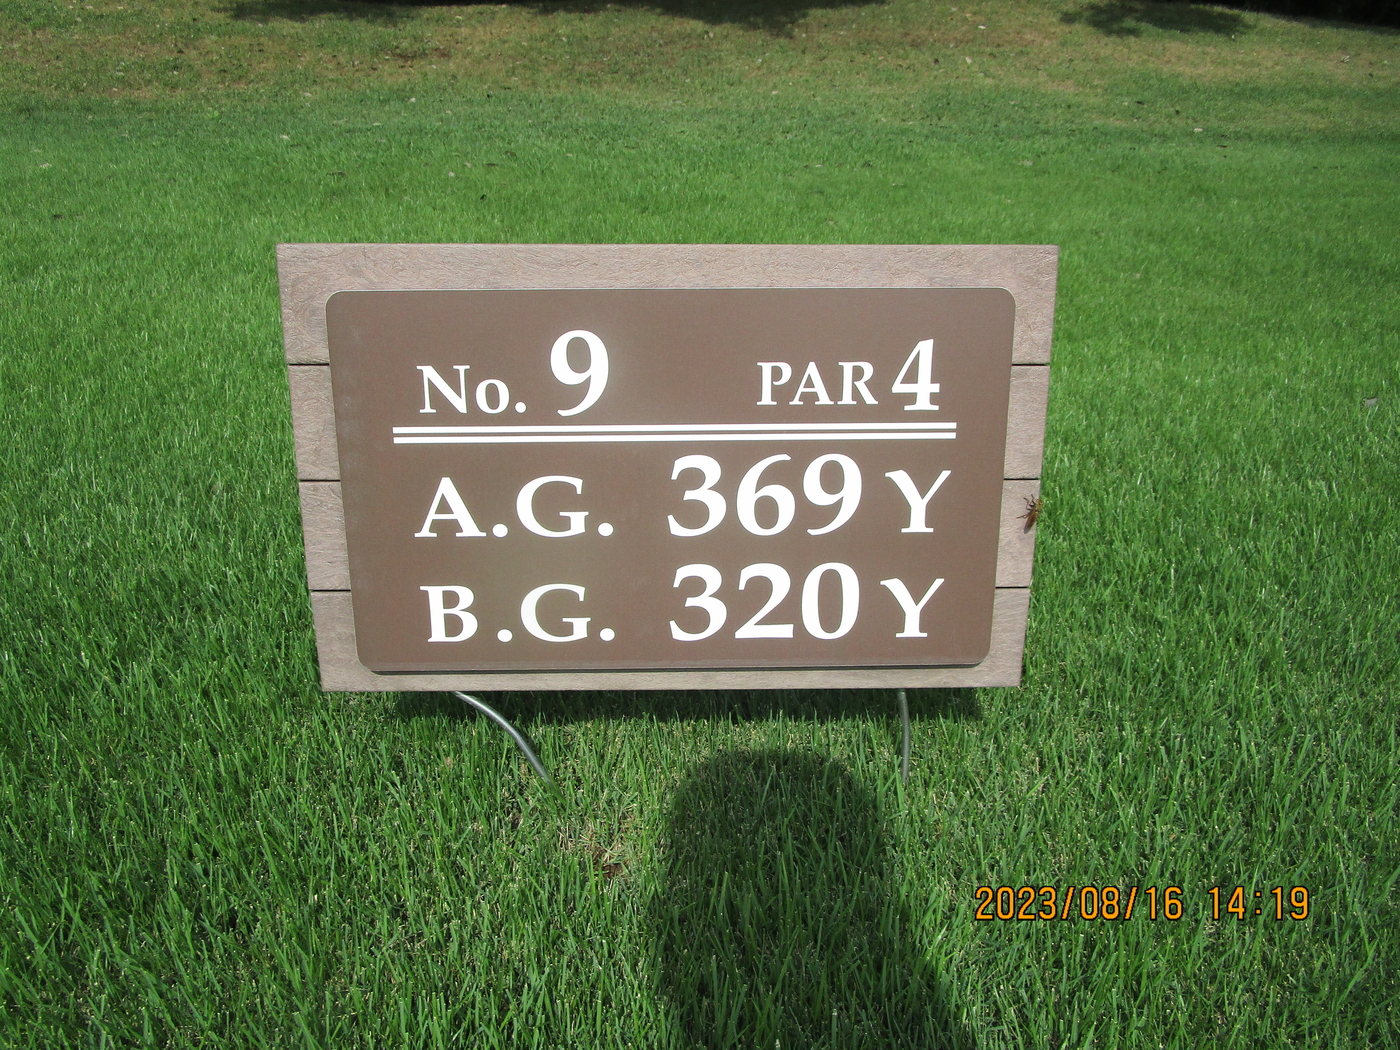 No. 9 PAR 4
A.G. 369 Y
B.G. 320 Y
2023/08/16 14:19